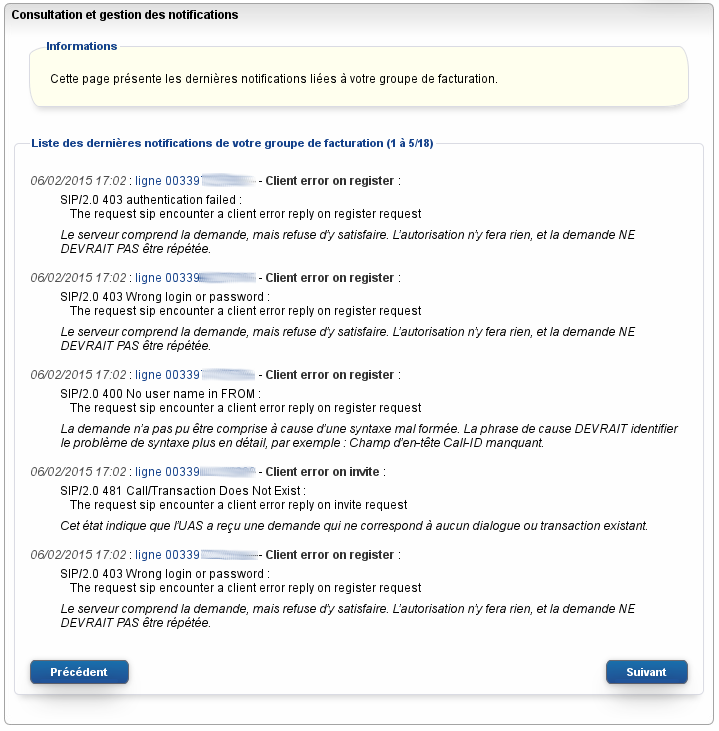 Consultation et gestion des notifications
Informations
Cette page présente les dernières notifications liées à votre groupe de facturation.
Liste des dernières notifications de votre groupe de facturation (1 à 5/18)
06/02/2015 17:02 : ligne 00339 - Client error on register :
SIP/2.0 403 authentication failed :
The request sip encounter a client error reply on register request
Le serveur comprend la demande, mais refuse d'y satisfaire. L'autorisation n'y fera rien, et la demande NE
DEVRAIT PAS être répétée.
06/02/2015 17:02 : ligne 00339 - Client error on register :
SIP/2.0 403 Wrong login or password :
The request sip encounter a client error reply on register request
Le serveur comprend la demande, mais refuse d'y satisfaire. L'autorisation n'y fera rien, et la demande NE
DEVRAIT PAS être répétée.
06/02/2015 17:02 : ligne 00339 - Client error on register :
SIP/2.0 400 No user name in FROM :
The request sip encounter a client error reply on register request
La demande n'a pas pu être comprise à cause d'une syntaxe mal formée. La phrase de cause DEVRAIT identifier
le problème de syntaxe plus en détail, par exemple : Champ d'en-tête Call-ID manquant.
06/02/2015 17:02 : ligne 00339 - Client error on invite :
SIP/2.0 481 Call/Transaction Does Not Exist :
The request sip encounter a client error reply on invite request
Cet état indique que l'UAS a reçu une demande qui ne correspond à aucun dialogue ou transaction existant.
06/02/2015 17:02 : ligne 00339 - Client error on register :
SIP/2.0 403 Wrong login or password :
The request sip encounter a client error reply on register request
Le serveur comprend la demande, mais refuse d'y satisfaire. L'autorisation n'y fera rien, et la demande NE
DEVRAIT PAS être répétée.
Précédent
Suivant